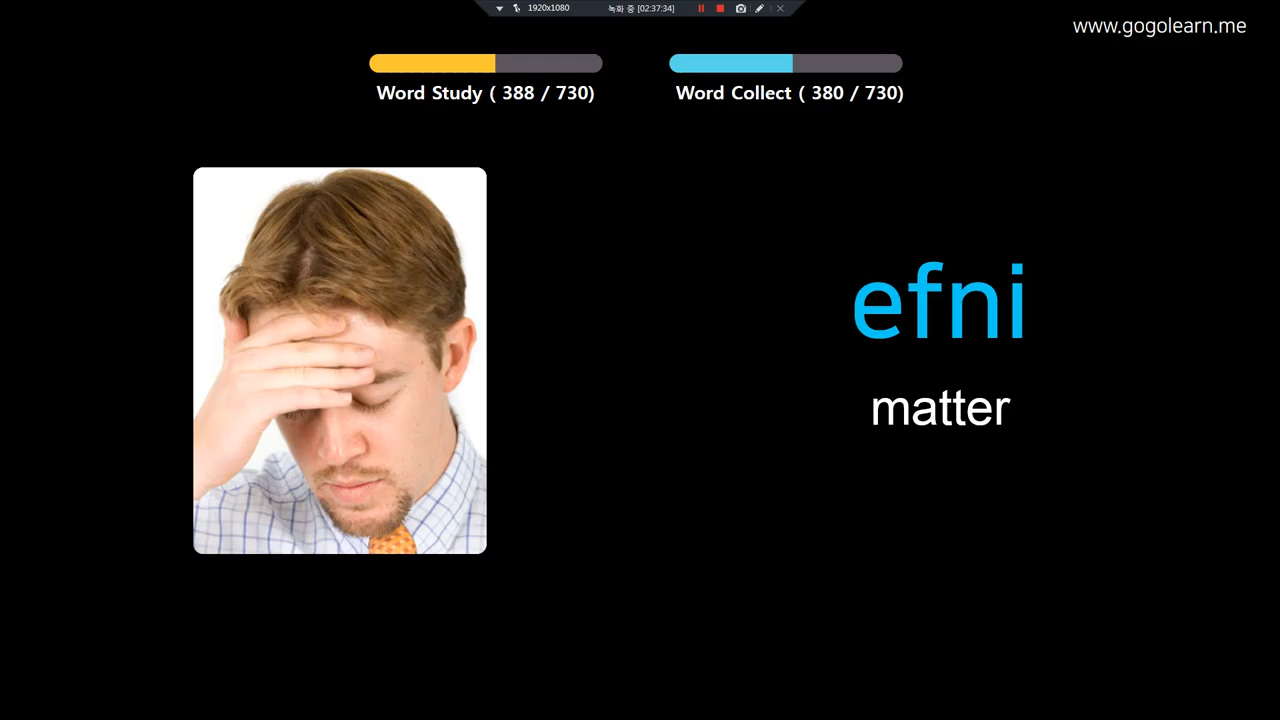 1920x1080 녹화 중 [02:37:34]
www.gogolearn.me
Word Study ( 388 / 730) Word Collect ( 380 / 730)
efni
matter